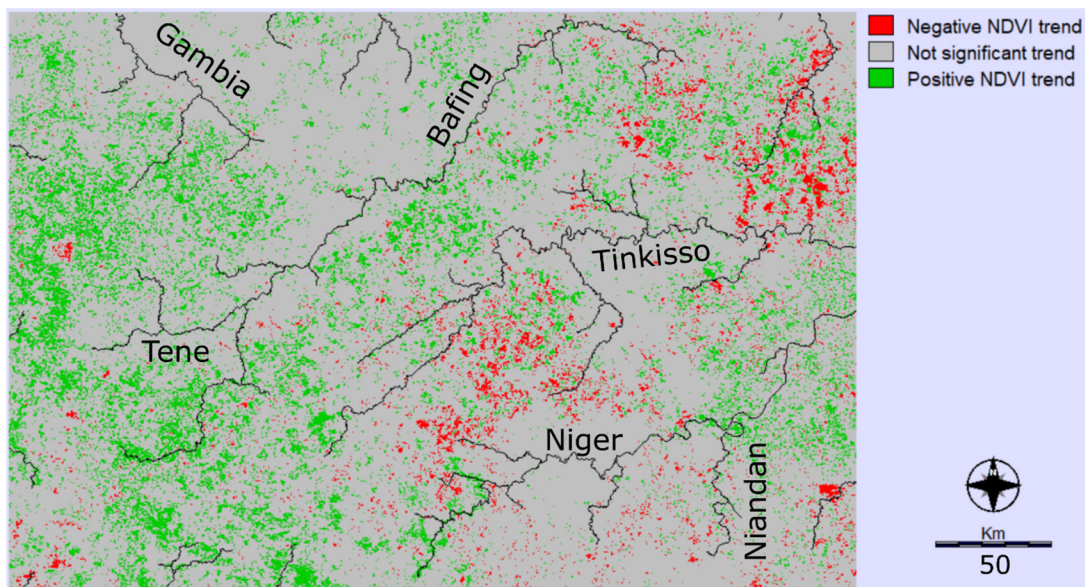 Gambia
Bafing
Tinkisso
Tene
Niger
Niandan
Negative NDVI trend
Not significant trend
Positive NDVI trend
Km
50